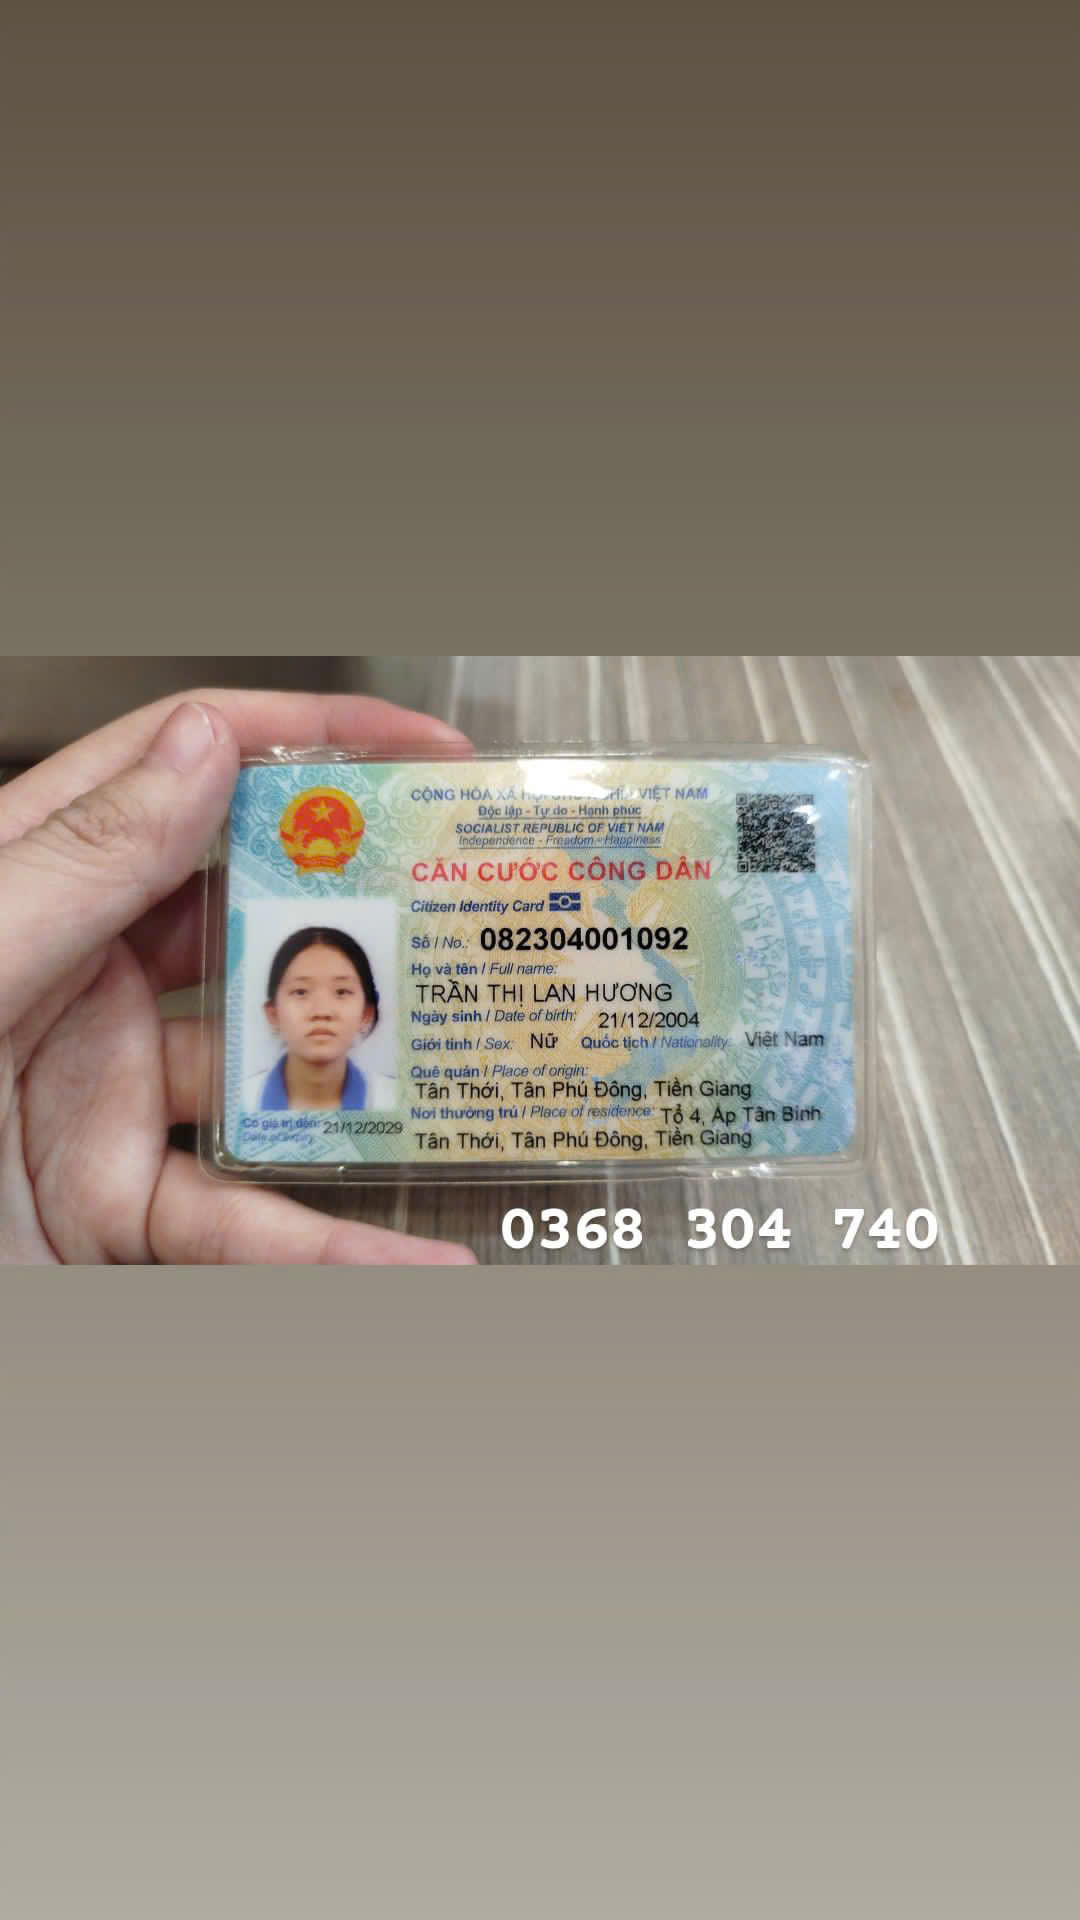 CỘNG HÒA XÃ HỘI CHỦ NGHĨA VIỆT NAM
Độc lập - Tự do - Hạnh phúc
SOCIALIST REPUBLIC OF VIET NAM
Independence - Freedom - Happiness
CĂN CƯỚC CÔNG DÂN
Citizen Identity Card
Số / No.: 082304001092
Họ và tên / Full name:
TRẦN THỊ LAN HƯƠNG
Ngày sinh / Date of birth: 21/12/2004
Giới tính / Sex: Nữ Quốc tịch / Nationality: Việt Nam
Quê quán / Place of origin:
Tân Thới, Tân Phú Đông, Tiền Giang
Nơi thường trú / Place of residence: Tổ 4, Ấp Tân Bình
Tân Thới, Tân Phú Đông, Tiền Giang
Có giá trị đến: 21/12/2029
Date of expiry
0368 304 740